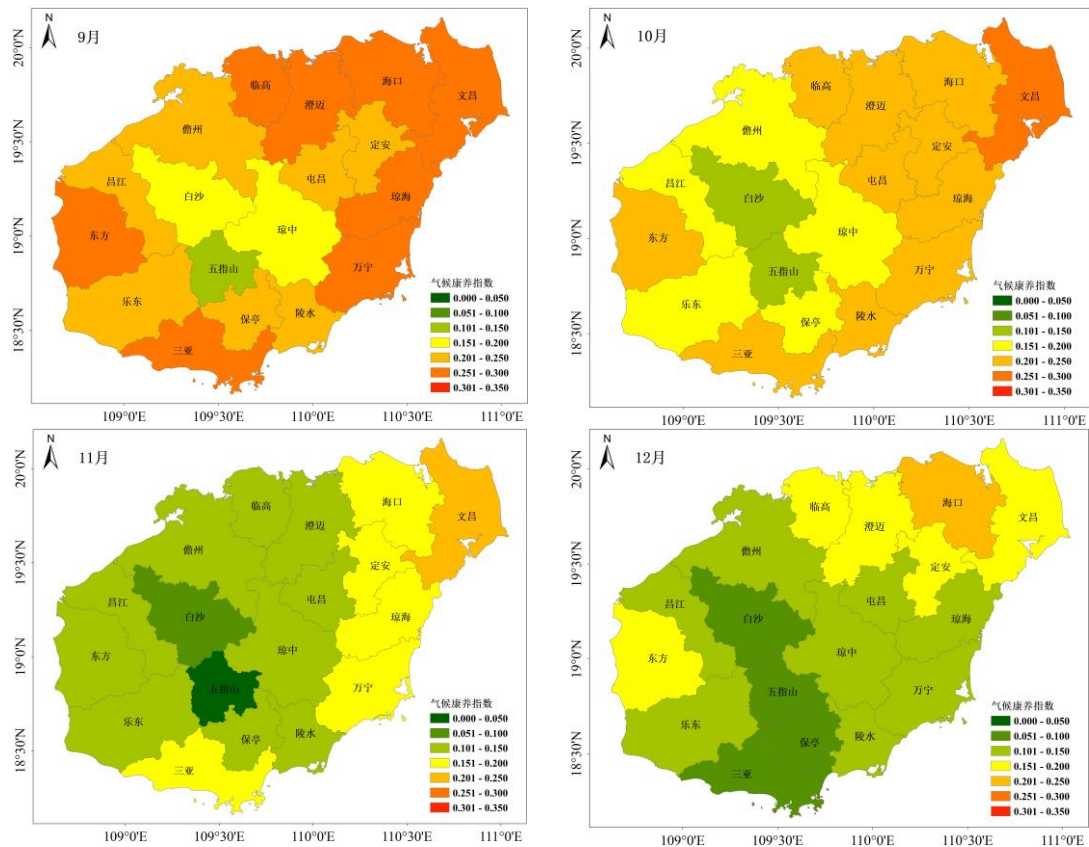 N
9月
20°0'N
19°30'N
19°0'N
18°30'N
临高
澄迈
海口
文昌
儋州
定安
屯昌
昌江
白沙
琼海
琼中
东方
五指山
万宁
乐东
保亭
陵水
三亚
气候康养指数
0.000 - 0.050
0.051 - 0.100
0.101 - 0.150
0.151 - 0.200
0.201 - 0.250
0.251 - 0.300
0.301 - 0.350
109°0'E 109°30'E 110°0'E 110°30'E 111°0'E
N
10月
20°0'N
19°30'N
19°0'N
18°30'N
临高
澄迈
海口
文昌
儋州
定安
屯昌
昌江
白沙
琼海
琼中
东方
五指山
万宁
乐东
保亭
陵水
三亚
气候康养指数
0.000 - 0.050
0.051 - 0.100
0.101 - 0.150
0.151 - 0.200
0.201 - 0.250
0.251 - 0.300
0.301 - 0.350
109°0'E 109°30'E 110°0'E 110°30'E 111°0'E
N
11月
20°0'N
19°30'N
19°0'N
18°30'N
临高
澄迈
海口
文昌
儋州
定安
屯昌
昌江
白沙
琼海
琼中
东方
五指山
万宁
乐东
保亭
陵水
三亚
气候康养指数
0.000 - 0.050
0.051 - 0.100
0.101 - 0.150
0.151 - 0.200
0.201 - 0.250
0.251 - 0.300
0.301 - 0.350
109°0'E 109°30'E 110°0'E 110°30'E 111°0'E
N
12月
20°0'N
19°30'N
19°0'N
18°30'N
临高
澄迈
海口
文昌
儋州
定安
屯昌
昌江
白沙
琼海
琼中
东方
五指山
万宁
乐东
保亭
陵水
三亚
气候康养指数
0.000 - 0.050
0.051 - 0.100
0.101 - 0.150
0.151 - 0.200
0.201 - 0.250
0.251 - 0.300
0.301 - 0.350
109°0'E 109°30'E 110°0'E 110°30'E 111°0'E